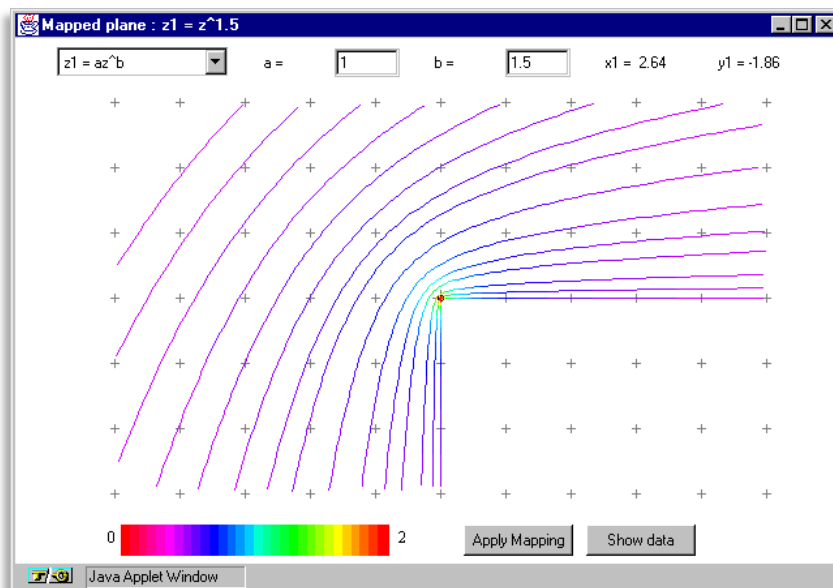 Mapped plane : z1 = z^1.5
z1 = az^b a = 1 b = 1.5 x1 = 2.64 y1 = -1.86
0 2 Apply Mapping Show data
Java Applet Window